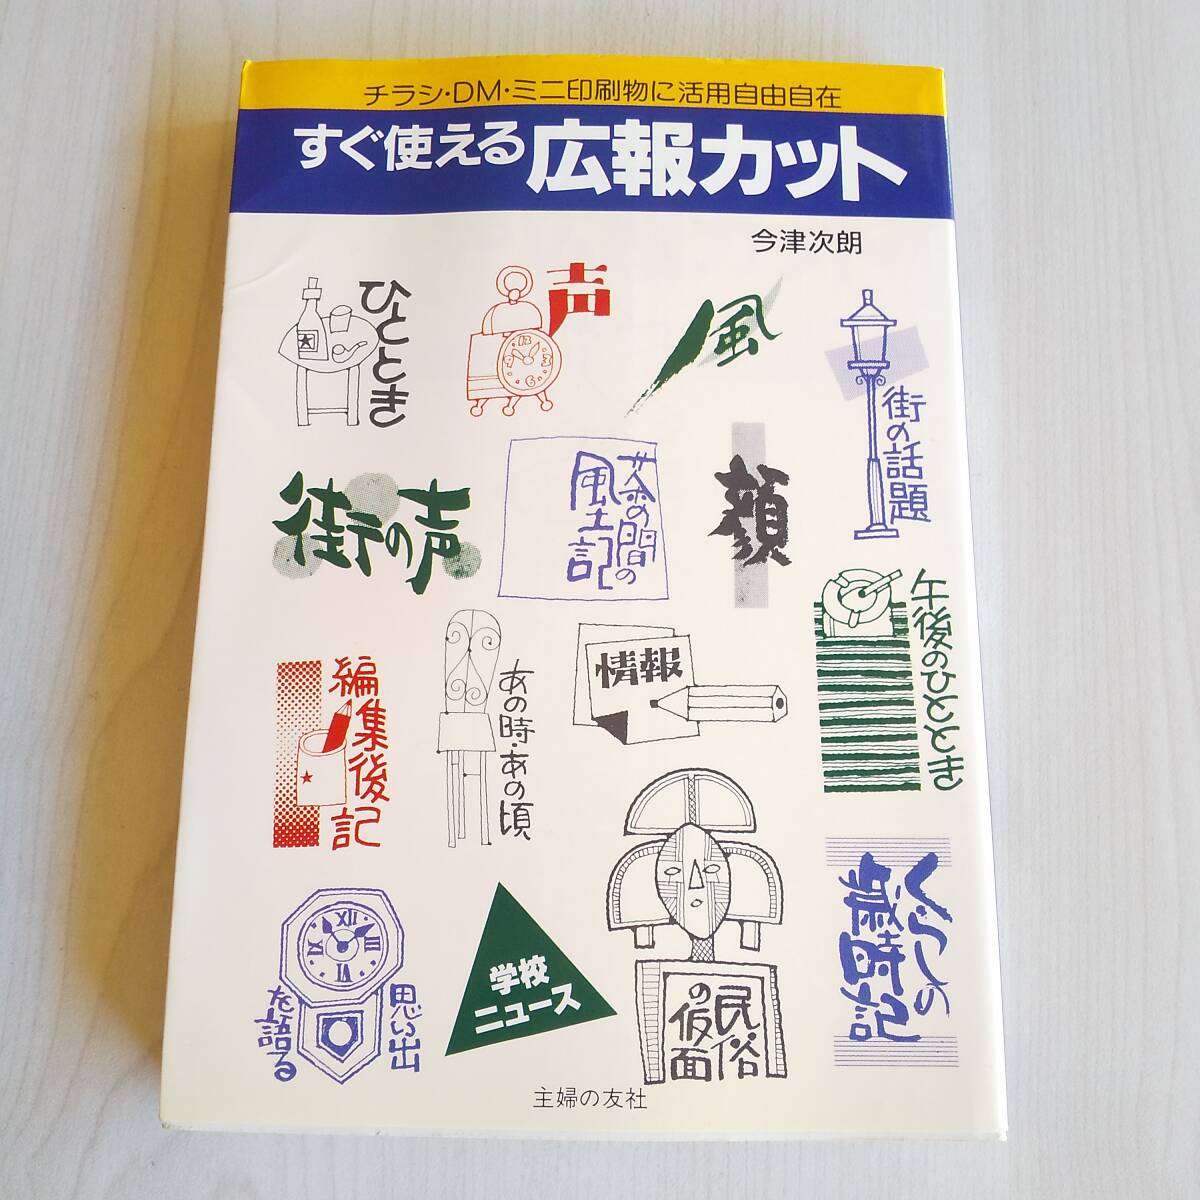 チラシ・DM・ミニ印刷物に活用自由自在
すぐ使える広報カット
今津次朗
ひととき
声
風
街の話題
街の声
茶の間の
風土記
顔
午後のひととき
編集後記
あの時・あの頃
情報
くらしの
歳時記
思い出
を語る
学校
ニュース
民俗
の仮面
主婦の友社